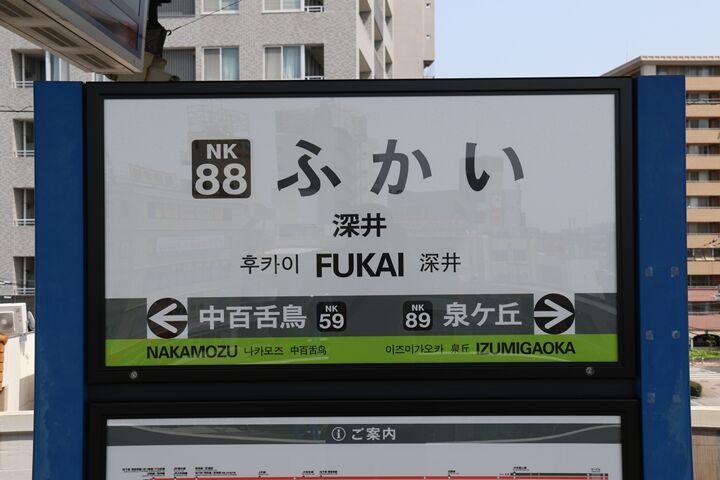 NK 88 ふかい
深井
후카이 FUKAI 深井
中百舌鳥 NK 59 NK 89 泉ケ丘
NAKAMOZU 나카모즈 中百舌鸟 이즈미가오카 泉丘 IZUMIGAOKA
ご案内